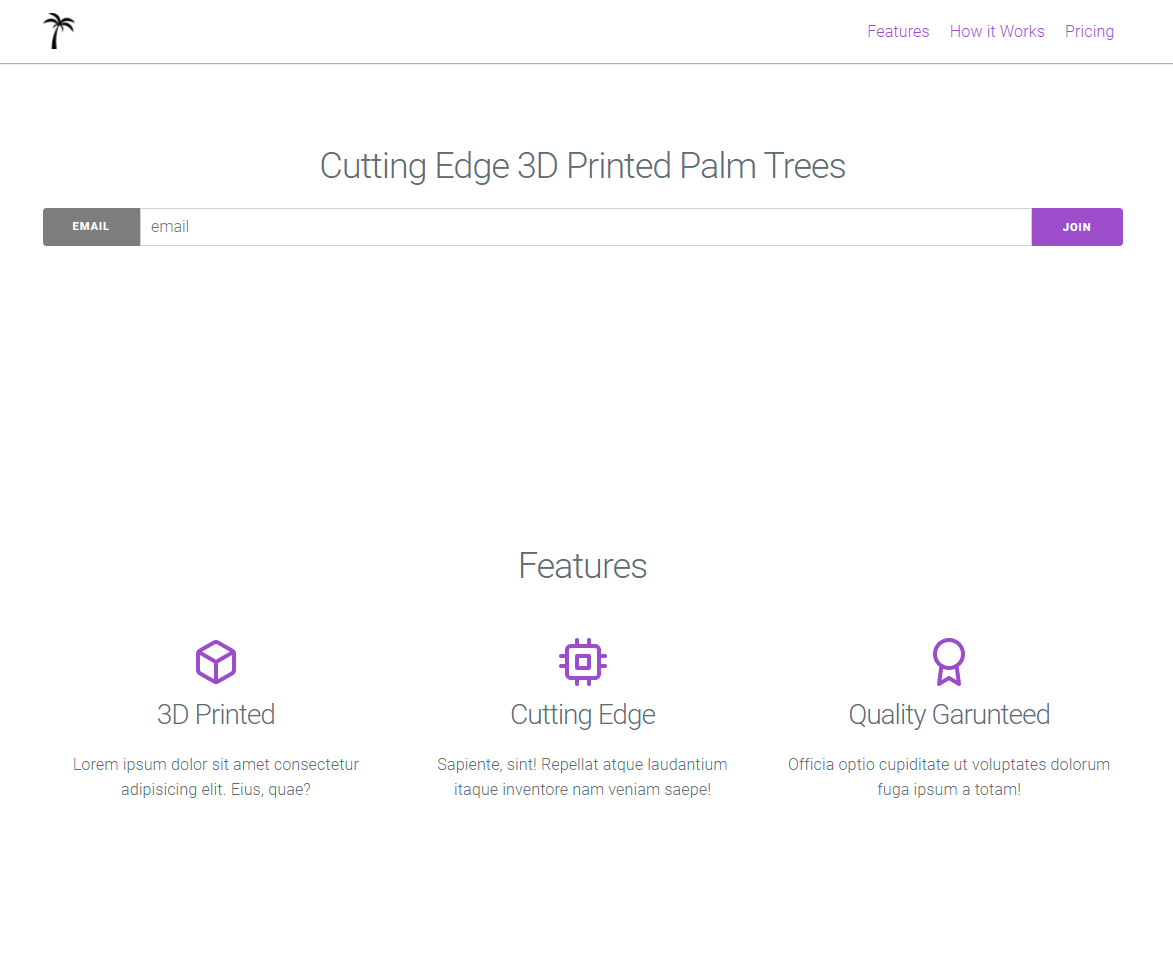 Features How it Works Pricing
Cutting Edge 3D Printed Palm Trees
EMAIL email JOIN
Features
3D Printed Cutting Edge Quality Garunteed
Lorem ipsum dolor sit amet consectetur
adipisicing elit. Eius, quae?
Sapiente, sint! Repellat atque laudantium
itaque inventore nam veniam saepe!
Officia optio cupiditate ut voluptates dolorum
fuga ipsum a totam!